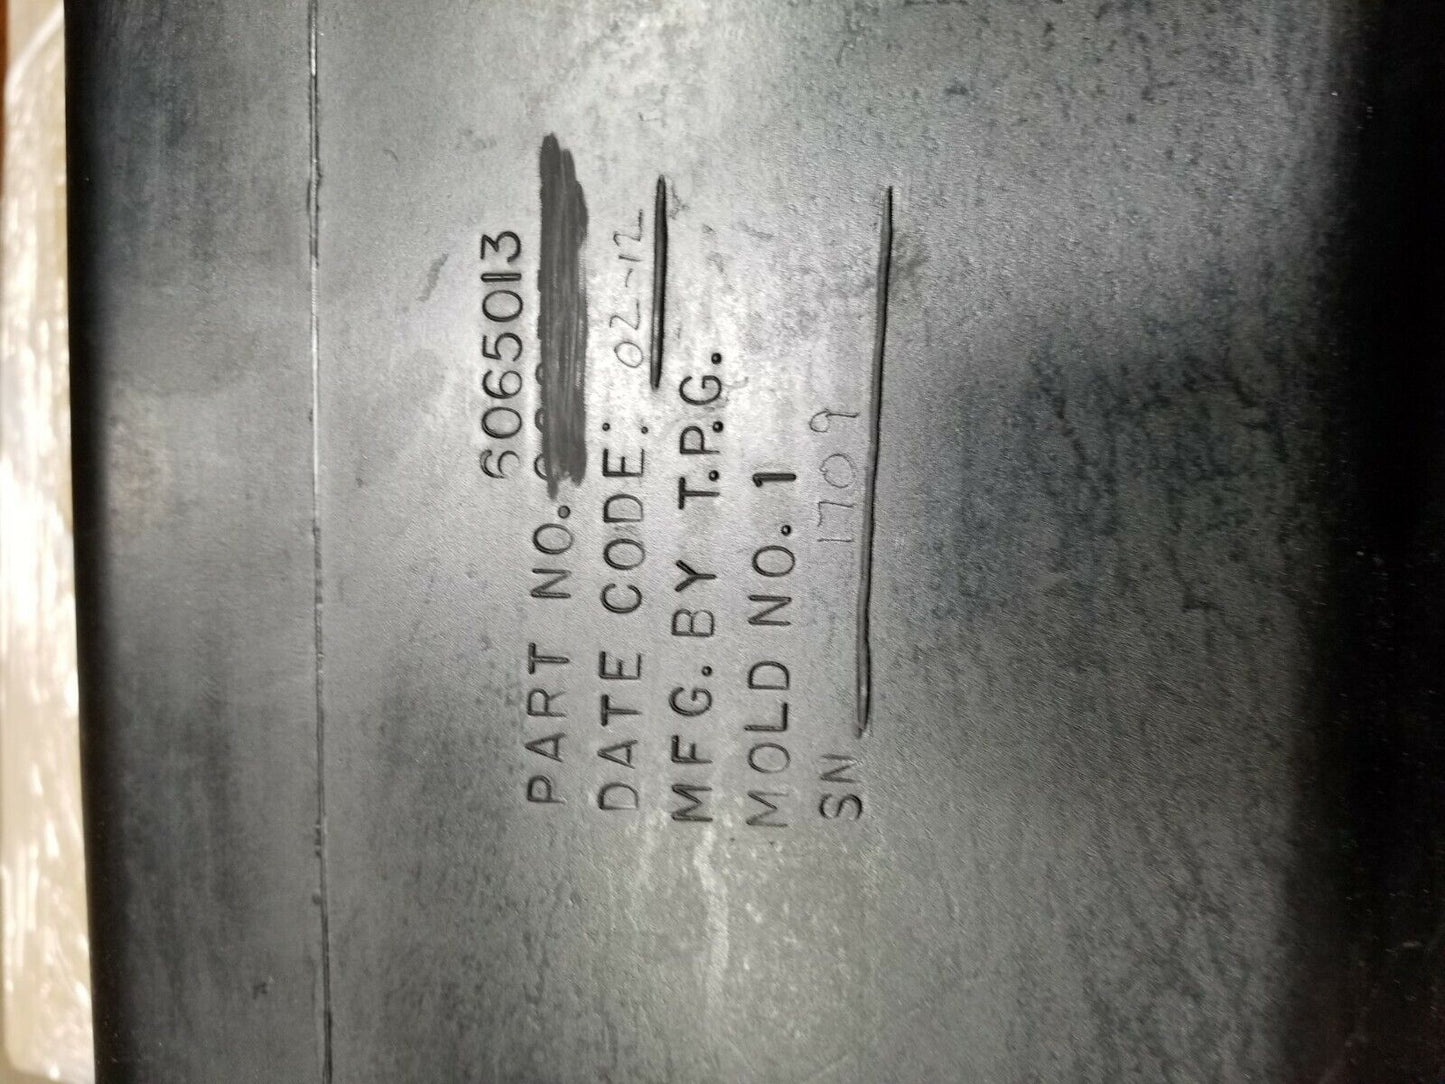 6065013
PART NO.
DATE CODE: 02-12
MFG. BY T.P.G.
MOLD NO. 1
SN 1709